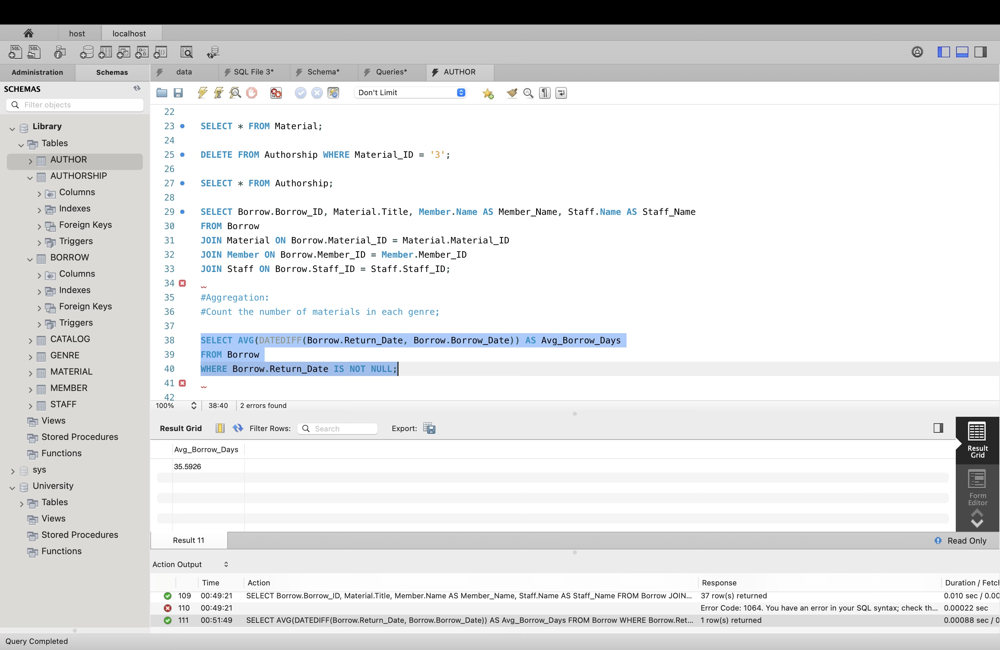 host
localhost
Administration
Schemas
data
SQL File 3*
Schema*
Queries*
AUTHOR
SCHEMAS
Filter objects
Don't Limit
Library
Tables
AUTHOR
AUTHORSHIP
Columns
Indexes
Foreign Keys
Triggers
BORROW
Columns
Indexes
Foreign Keys
Triggers
CATALOG
GENRE
MATERIAL
MEMBER
STAFF
Views
Stored Procedures
Functions
sys
University
Tables
Views
Stored Procedures
Functions
22
23 SELECT * FROM Material;
24
25 DELETE FROM Authorship WHERE Material_ID = '3';
26
27 SELECT * FROM Authorship;
28
29 SELECT Borrow.Borrow_ID, Material.Title, Member.Name AS Member_Name, Staff.Name AS Staff_Name
30 FROM Borrow
31 JOIN Material ON Borrow.Material_ID = Material.Material_ID
32 JOIN Member ON Borrow.Member_ID = Member.Member_ID
33 JOIN Staff ON Borrow.Staff_ID = Staff.Staff_ID;
34
35 #Aggregation:
36 #Count the number of materials in each genre;
37
38 SELECT AVG(DATEDIFF(Borrow.Return_Date, Borrow.Borrow_Date)) AS Avg_Borrow_Days
39 FROM Borrow
40 WHERE Borrow.Return_Date IS NOT NULL;
41
42
100% 38:40 2 errors found
Result Grid Filter Rows: Search Export:
Avg_Borrow_Days
35.5926
Result Grid
Form Editor
Result 11
Read Only
Action Output
Time Action Response Duration / Fetch
109 00:49:21 SELECT Borrow.Borrow_ID, Material.Title, Member.Name AS Member_Name, Staff.Name AS Staff_Name FROM Borrow JOIN... 37 row(s) returned 0.010 sec / 0.00
110 00:49:21 Error Code: 1064. You have an error in your SQL syntax; check th... 0.00022 sec
111 00:51:49 SELECT AVG(DATEDIFF(Borrow.Return_Date, Borrow.Borrow_Date)) AS Avg_Borrow_Days FROM Borrow WHERE Borrow.Ret... 1 row(s) returned 0.00088 sec / 0
Query Completed